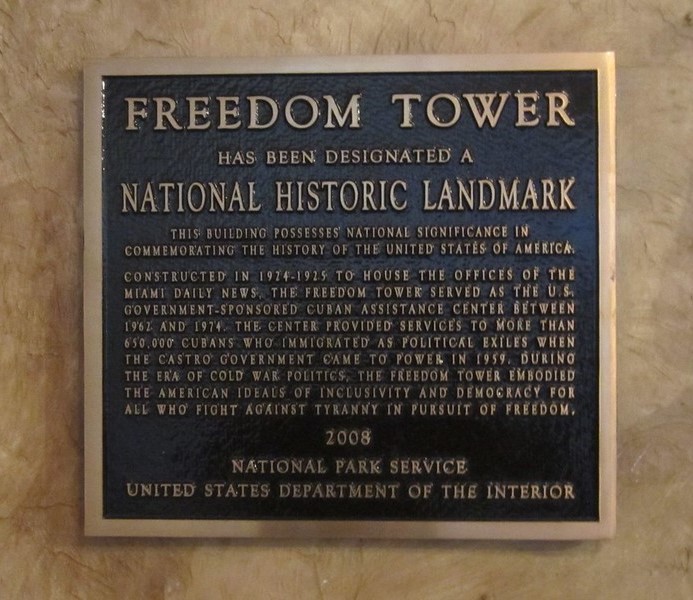 FREEDOM TOWER
HAS BEEN DESIGNATED A
NATIONAL HISTORIC LANDMARK
THIS BUILDING POSSESSES NATIONAL SIGNIFICANCE IN
COMMEMORATING THE HISTORY OF THE UNITED STATES OF AMERICA.
CONSTRUCTED IN 1924-1925 TO HOUSE THE OFFICES OF THE
MIAMI DAILY NEWS, THE FREEDOM TOWER SERVED AS THE U.S.
GOVERNMENT-SPONSORED CUBAN ASSISTANCE CENTER BETWEEN
1962 AND 1974. THE CENTER PROVIDED SERVICES TO MORE THAN
650,000 CUBANS WHO IMMIGRATED AS POLITICAL EXILES WHEN
THE CASTRO GOVERNMENT CAME TO POWER IN 1959. DURING
THE ERA OF COLD WAR POLITICS, THE FREEDOM TOWER EMBODIED
THE AMERICAN IDEALS OF INCLUSIVITY AND DEMOCRACY FOR
ALL WHO FIGHT AGAINST TYRANNY IN PURSUIT OF FREEDOM.
2008
NATIONAL PARK SERVICE
UNITED STATES DEPARTMENT OF THE INTERIOR